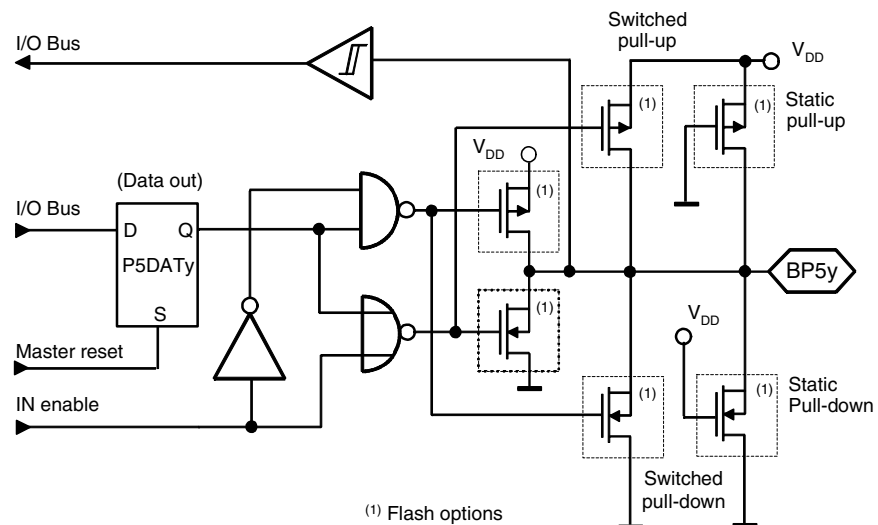 Switched
pull-up
I/O Bus
V_DD
(1)
(1)
Static
pull-up
V_DD
(Data out)
(1)
I/O Bus
D Q
P5DATy
BP5y
S
(1)
V_DD
Master reset
(1)
(1)
Static
Pull-down
IN enable
Switched
pull-down
(1) Flash options